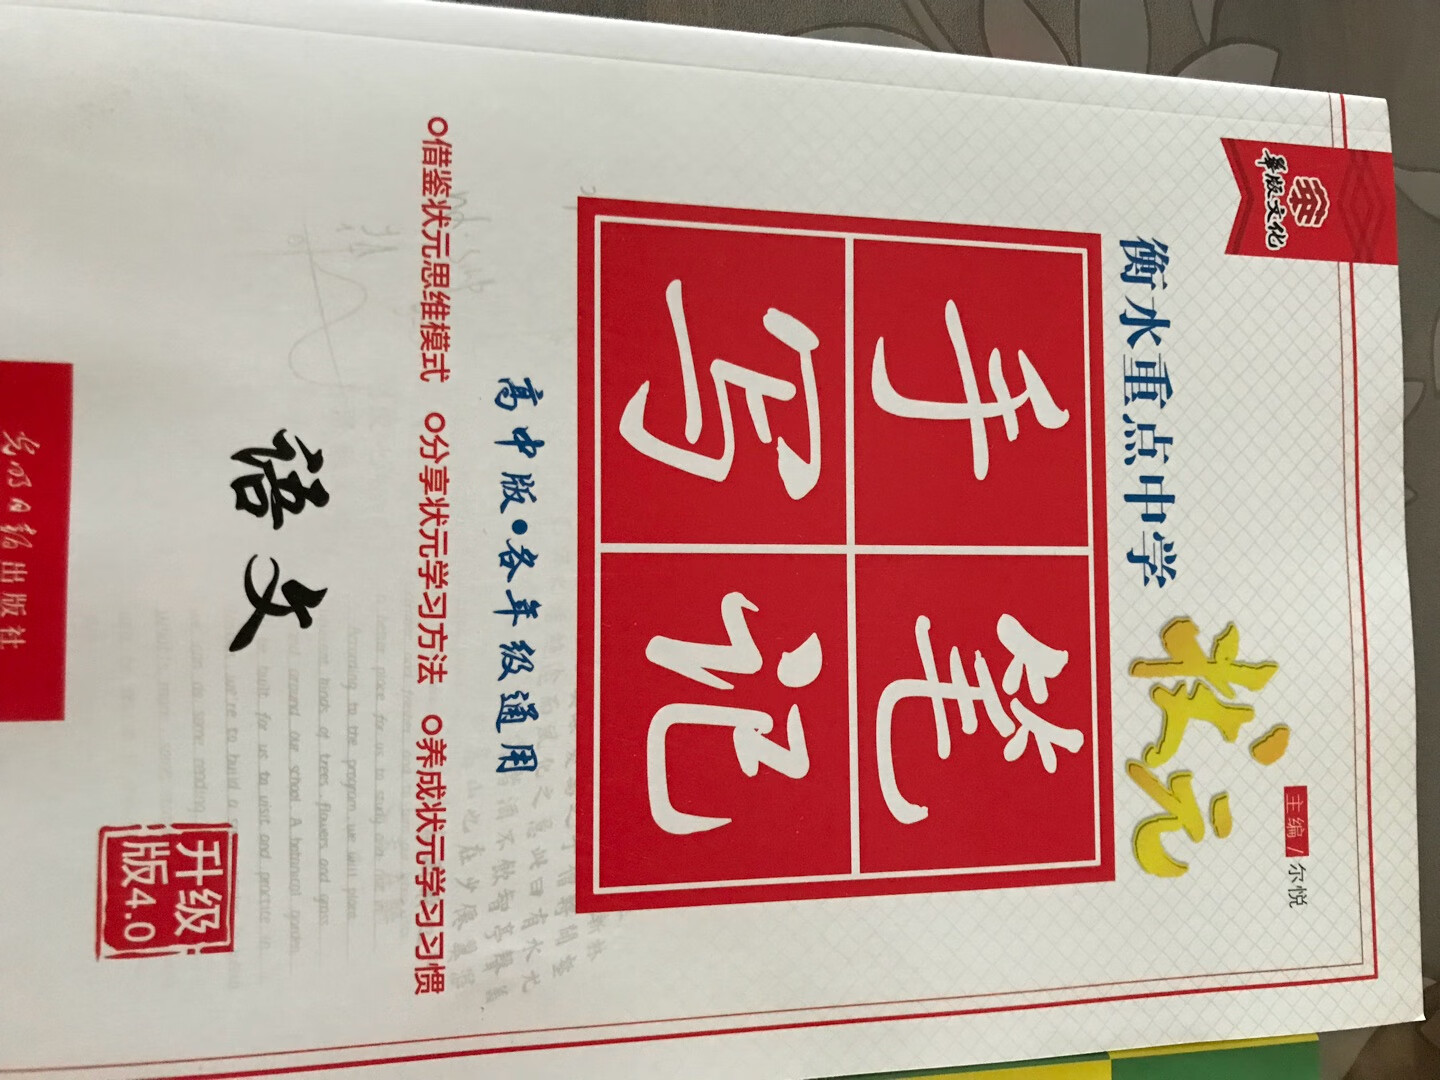 华版文化
主编/尔悦
衡水重点中学
状元
手写笔记
高中版·各年级通用
○借鉴状元思维模式 ○分享状元学习方法 ○养成状元学习习惯
语文
升级
版4.0
光明日报出版社